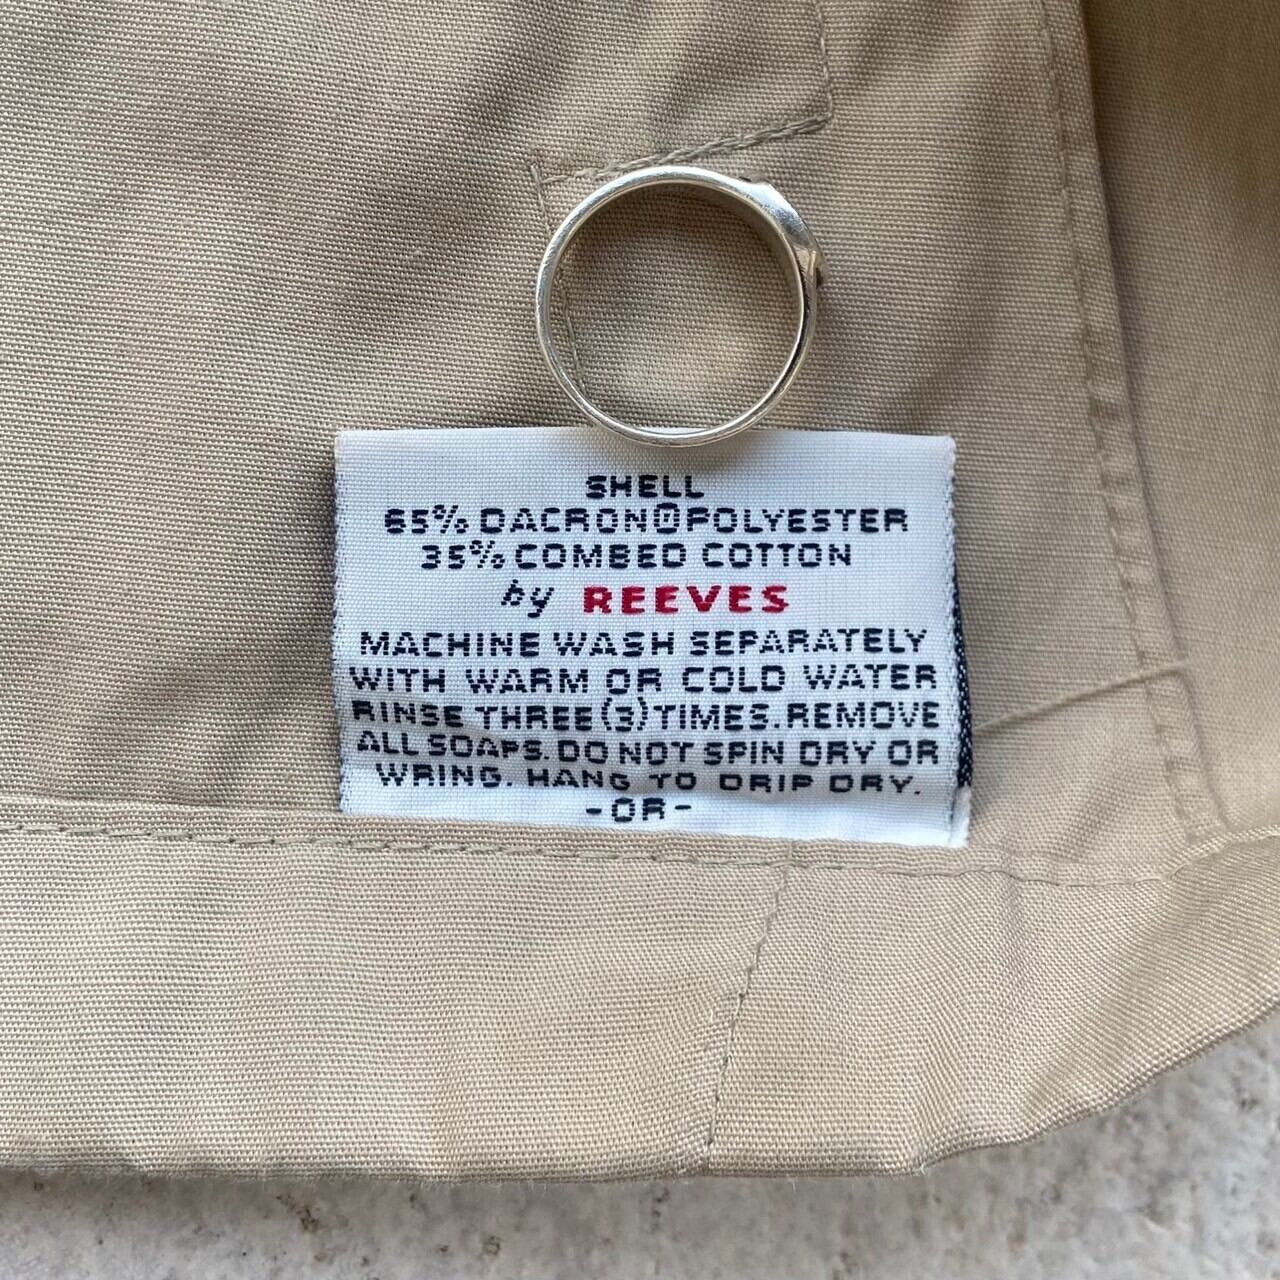 SHELL
65% DACRON® POLYESTER
35% COMBED COTTON
by REEVES
MACHINE WASH SEPARATELY
WITH WARM OR COLD WATER
RINSE THREE (3) TIMES. REMOVE
ALL SOAPS. DO NOT SPIN DRY OR
WRING. HANG TO DRIP DRY.
-OR-